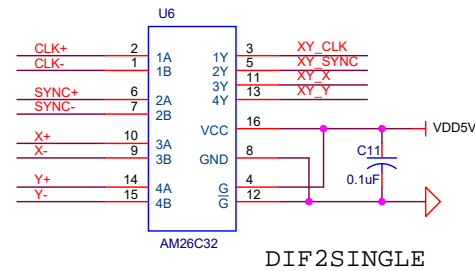 U6
CLK+ 2 1A 1Y 3 XY_CLK
CLK- 1 1B 2Y 5 XY_SYNC
3Y 11 XY_X
SYNC+ 6 2A 4Y 13 XY_Y
SYNC- 7 2B
VCC 16 VDD5V
X+ 10 3A
X- 9 3B GND 8 C11
0.1uF
Y+ 14 4A G 4
Y- 15 4B G 12
AM26C32
DIF2SINGLE